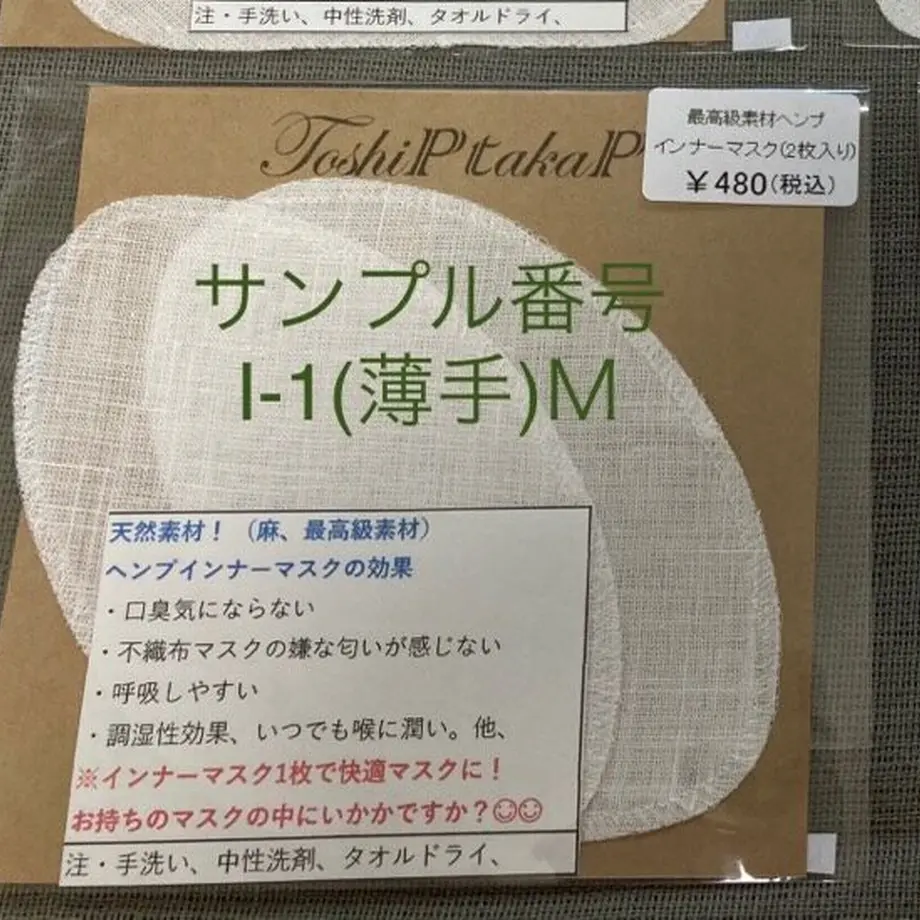 注・手洗い、中性洗剤、タオルドライ、
ToshiP'takaP
最高級素材ヘンプ
インナーマスク(2枚入り)
¥480(税込)
サンプル番号
I-1(薄手)M
天然素材！（麻、最高級素材）
ヘンプインナーマスクの効果
・口臭気にならない
・不織布マスクの嫌な匂いが感じない
・呼吸しやすい
・調湿性効果、いつでも喉に潤い。他、
※インナーマスク1枚で快適マスクに！
お持ちのマスクの中にいかかですか？☺☺
注・手洗い、中性洗剤、タオルドライ、